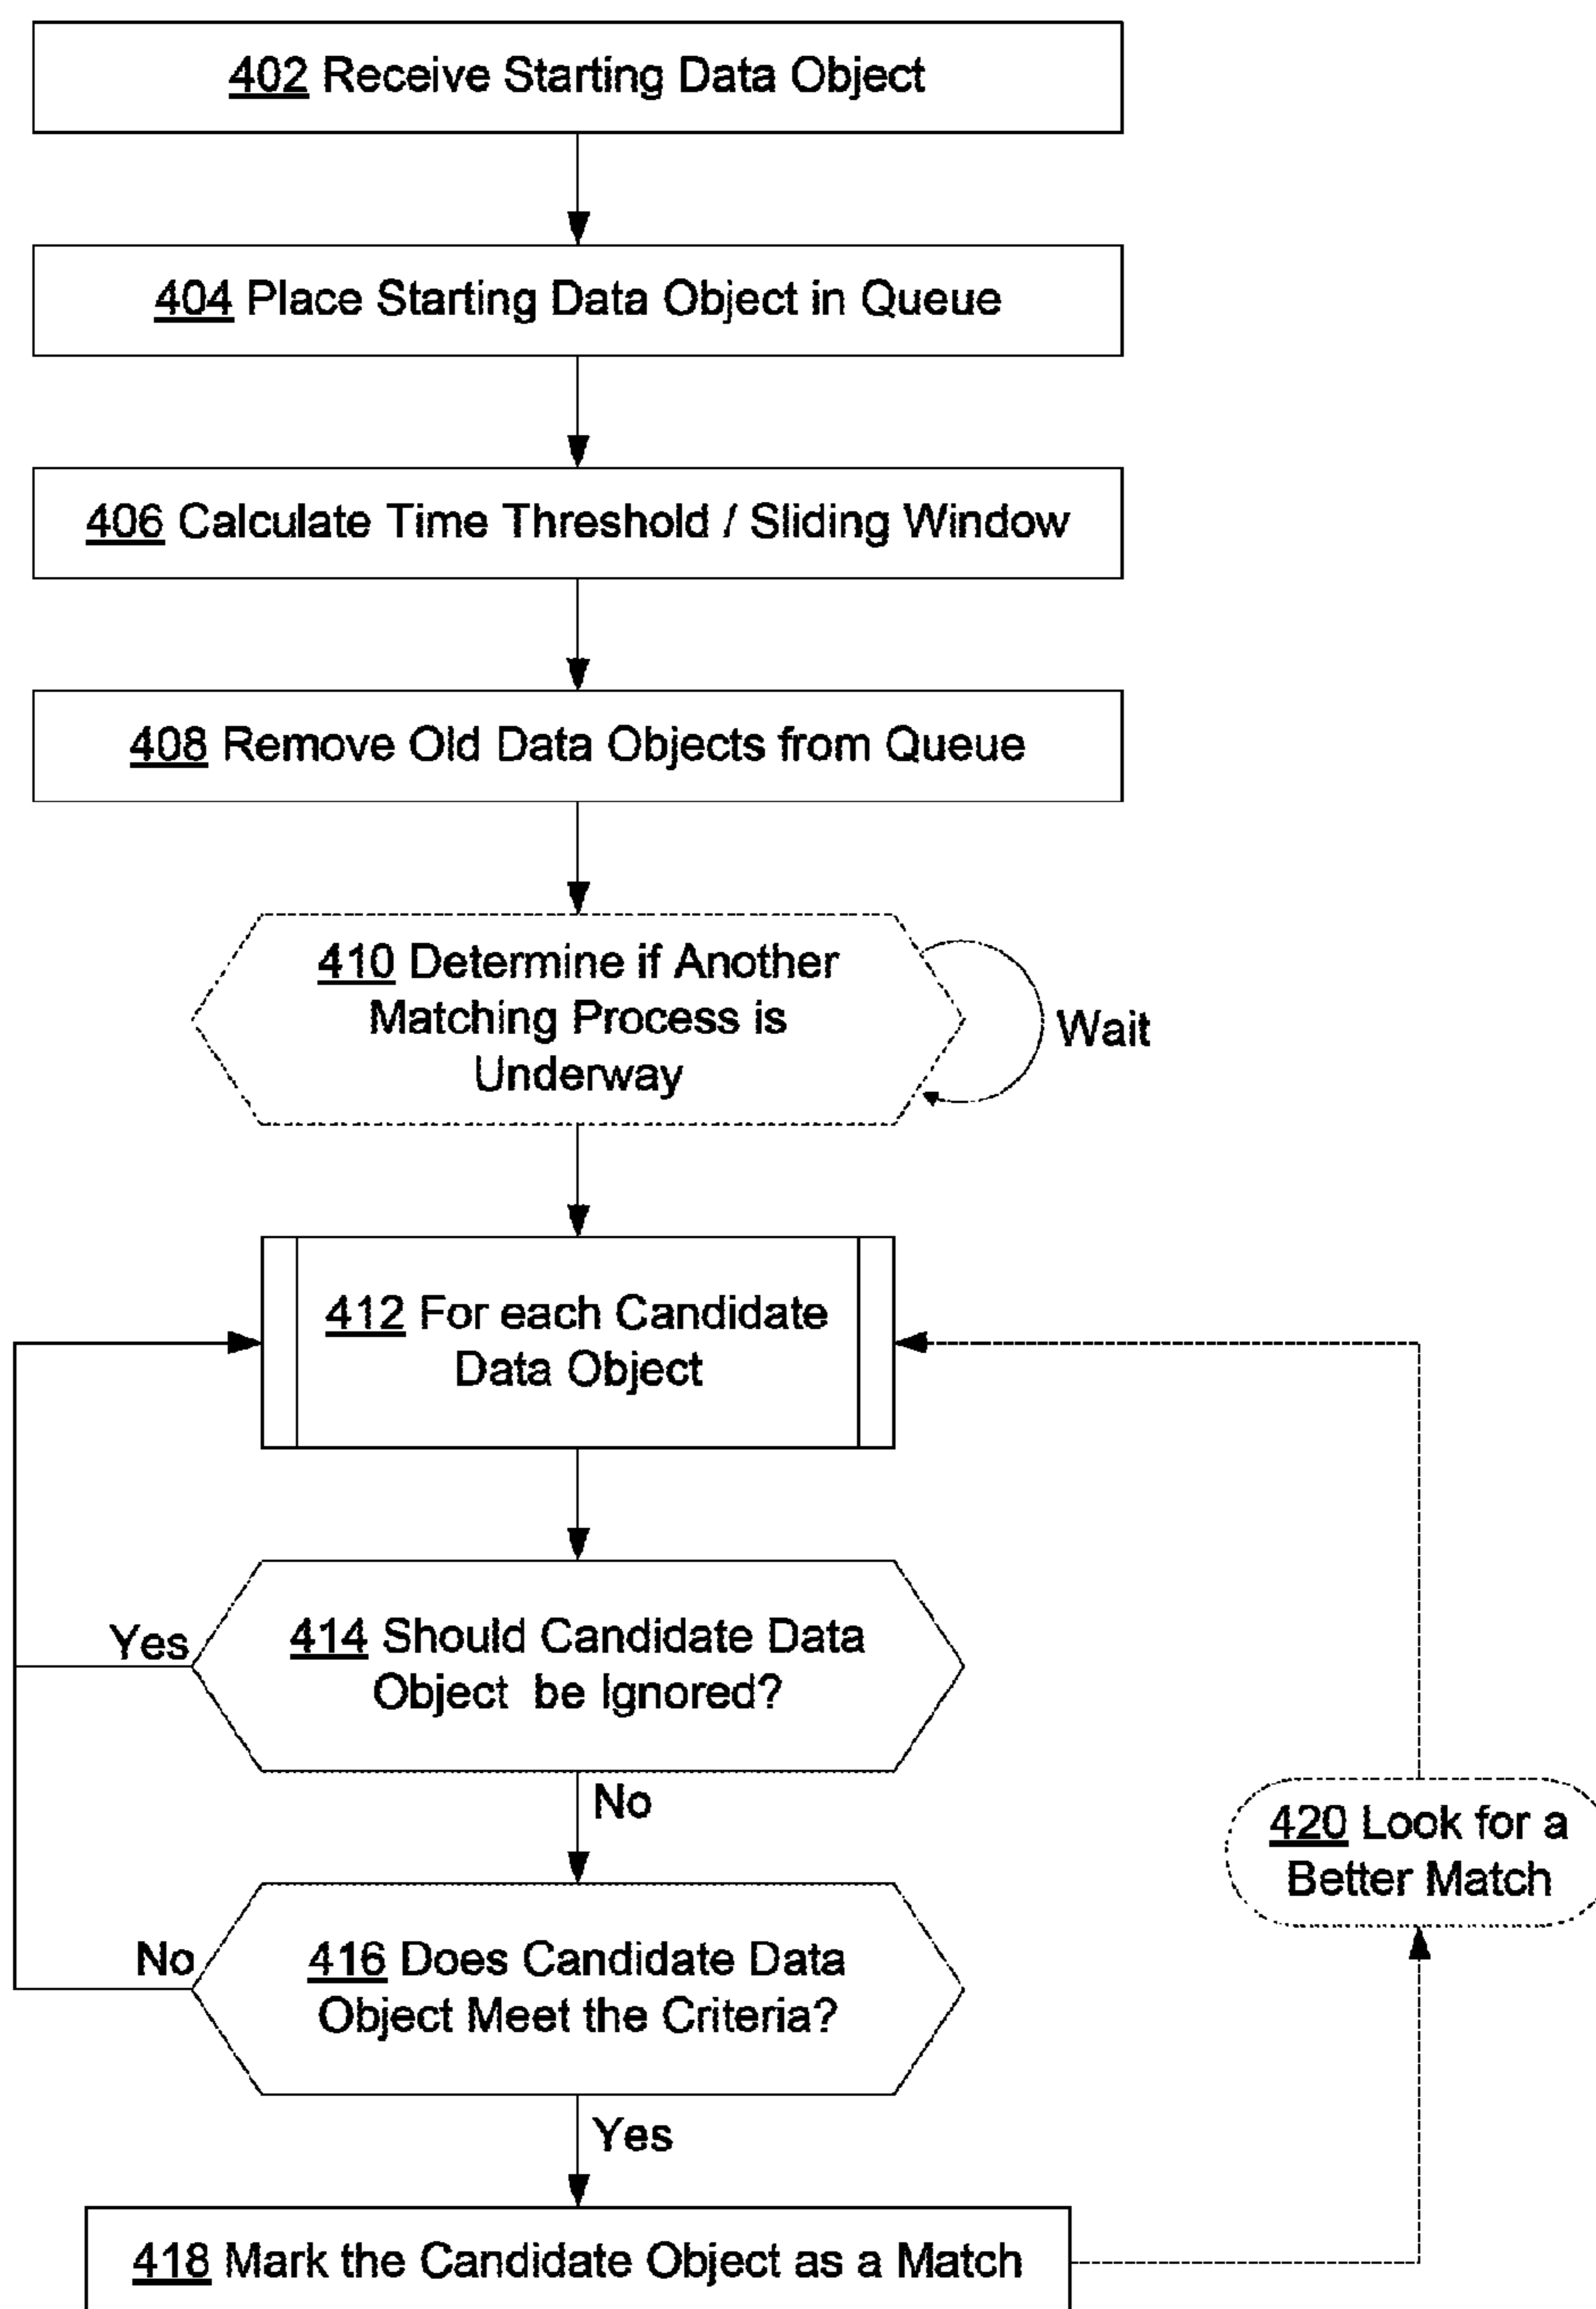 402 Receive Starting Data Object
404 Place Starting Data Object in Queue
406 Calculate Time Threshold / Sliding Window
408 Remove Old Data Objects from Queue
410 Determine if Another
Matching Process is
Underway
Wait
412 For each Candidate
Data Object
Yes
414 Should Candidate Data
Object be Ignored?
No
420 Look for a
Better Match
No
416 Does Candidate Data
Object Meet the Criteria?
Yes
418 Mark the Candidate Object as a Match